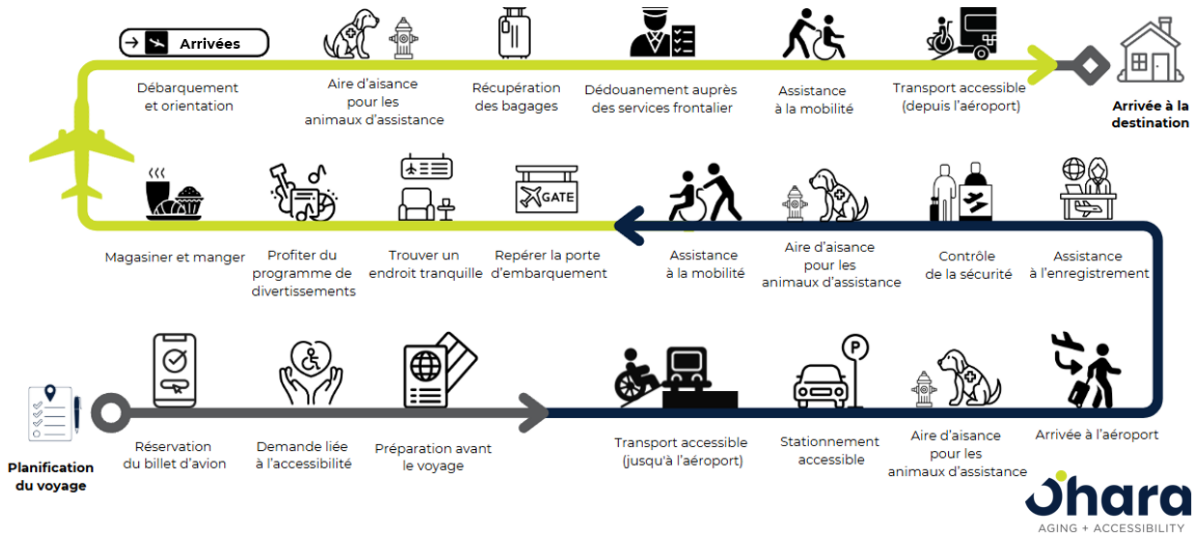 Arrivées
Débarquement
et orientation
Aire d'aisance
pour les
animaux d'assistance
Récupération
des bagages
Dédouanement auprès
des services frontalier
Assistance
à la mobilité
Transport accessible
(depuis l'aéroport)
Arrivée à la
destination
Magasiner et manger
Profiter du
programme de
divertissements
Trouver un
endroit tranquille
GATE
Repérer la porte
d'embarquement
Assistance
à la mobilité
Aire d'aisance
pour les
animaux d'assistance
Contrôle
de la sécurité
Assistance
à l'enregistrement
Planification
du voyage
Réservation
du billet d'avion
Demande liée
à l'accessibilité
Préparation avant
le voyage
Transport accessible
(jusqu'à l'aéroport)
P
Stationnement
accessible
Aire d'aisance
pour les
animaux d'assistance
Arrivée à l'aéroport
Ohara
AGING + ACCESSIBILITY